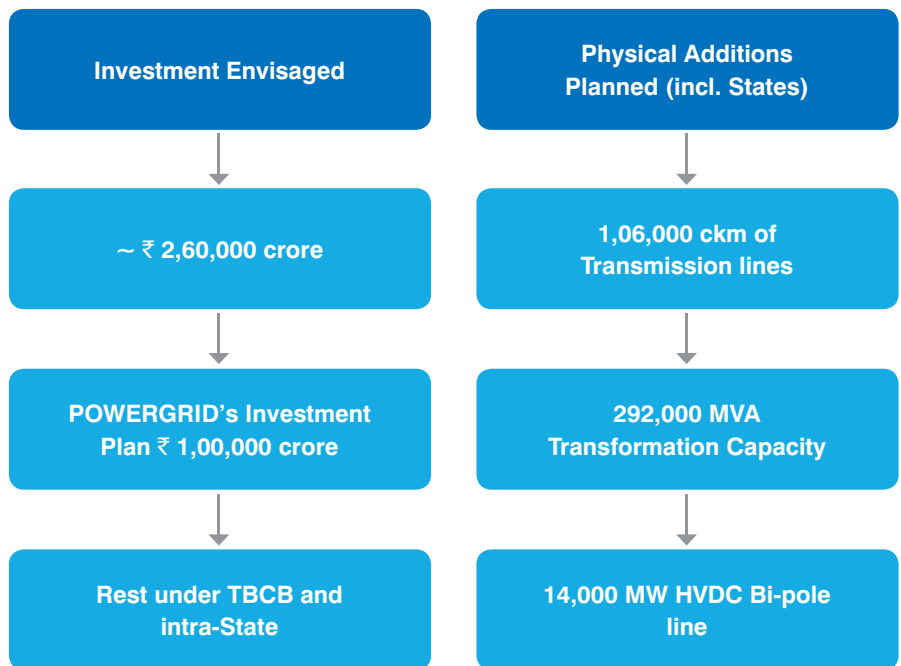 Investment Envisaged
~ ₹ 2,60,000 crore
POWERGRID's Investment
Plan ₹ 1,00,000 crore
Rest under TBCB and
intra-State
Physical Additions
Planned (incl. States)
1,06,000 ckm of
Transmission lines
292,000 MVA
Transformation Capacity
14,000 MW HVDC Bi-pole
line